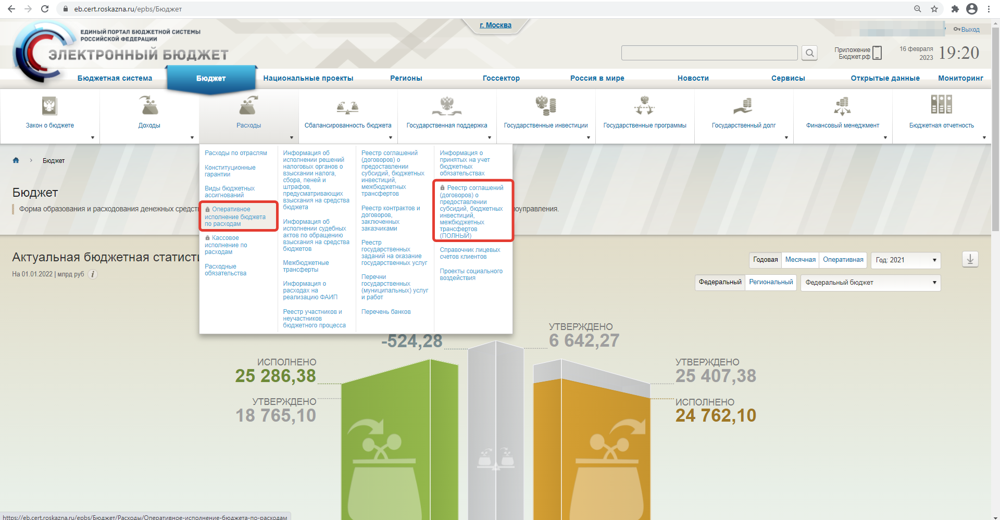 eb.cert.roskazna.ru/epbs/Бюджет
г. Москва
Выход
ЕДИНЫЙ ПОРТАЛ БЮДЖЕТНОЙ СИСТЕМЫ
РОССИЙСКОЙ ФЕДЕРАЦИИ
ЭЛЕКТРОННЫЙ БЮДЖЕТ
Приложение
Бюджет.рф
16 февраля
2023
19:20
Бюджетная система
Бюджет
Национальные проекты
Регионы
Госсектор
Россия в мире
Новости
Сервисы
Открытые данные
Мониторинг
Закон о бюджете
Доходы
Расходы
Сбалансированность бюджета
Государственная поддержка
Государственные инвестиции
Государственные программы
Государственный долг
Финансовый менеджмент
Бюджетная отчетность
Бюджет
Бюджет
Форма образования и расходования денежных средств
оуправления.
Расходы по отраслям
Конституционные
гарантии
Виды бюджетных
ассигнований
Оперативное
исполнение бюджета
по расходам
Кассовое
исполнение по
расходам
Расходные
обязательства
Информация об
исполнении решений
налоговых органов о
взыскании налога,
сбора, пеней и
штрафов,
предусматривающих
взыскания на средства
бюджета
Информация об
исполнении судебных
актов по обращению
взыскания на средства
бюджетов
Межбюджетные
трансферты
Информация о
расходах на
реализацию ФАИП
Реестр участников и
неучастников
бюджетного процесса
Реестр соглашений
(договоров) о
предоставлении
субсидий, бюджетных
инвестиций,
межбюджетных
трансфертов
Реестр контрактов и
договоров,
заключенных
заказчиками
Реестр
государственных
заданий на оказание
государственных услуг
Перечни
государственных
(муниципальных) услуг
и работ
Перечень банков
Информация о
принятых на учет
бюджетных
обязательствах
Реестр соглашений
(договоров) о
предоставлении
субсидий, бюджетных
инвестиций,
межбюджетных
трансфертов
(ПОЛНЫЙ)
Справочник лицевых
счетов клиентов
Проекты социального
воздействия
Актуальная бюджетная статисти
На 01.01.2022 | млрд руб i
Годовая
Месячная
Оперативная
Год: 2021
Федеральный
Региональный
Федеральный бюджет
-524,28
УТВЕРЖДЕНО
6 642,27
ИСПОЛНЕНО
25 286,38
УТВЕРЖДЕНО
18 765,10
УТВЕРЖДЕНО
25 407,38
ИСПОЛНЕНО
24 762,10
https://eb.cert.roskazna.ru/epbs/Бюджет/Расходы/Оперативное-исполнение-бюджета-по-расходам